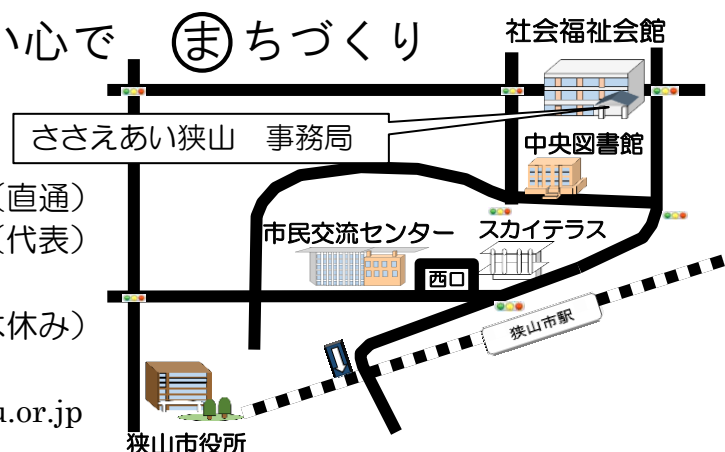 い心で ㋮ちづくり
社会福祉会館
ささえあい狭山 事務局
中央図書館
（直通）
（代表）
市民交流センター
スカイテラス
西口
休み）
狭山市駅
u.or.jp
狭山市役所